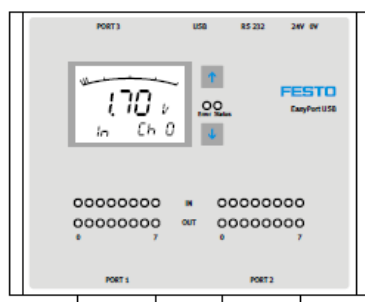 PORT 3 USB RS 232 24V 0V
1.70 V
In Ch 0
Error Status
FESTO
EasyPort USB
IN
OUT
0 7 0 7
PORT 1 PORT 2